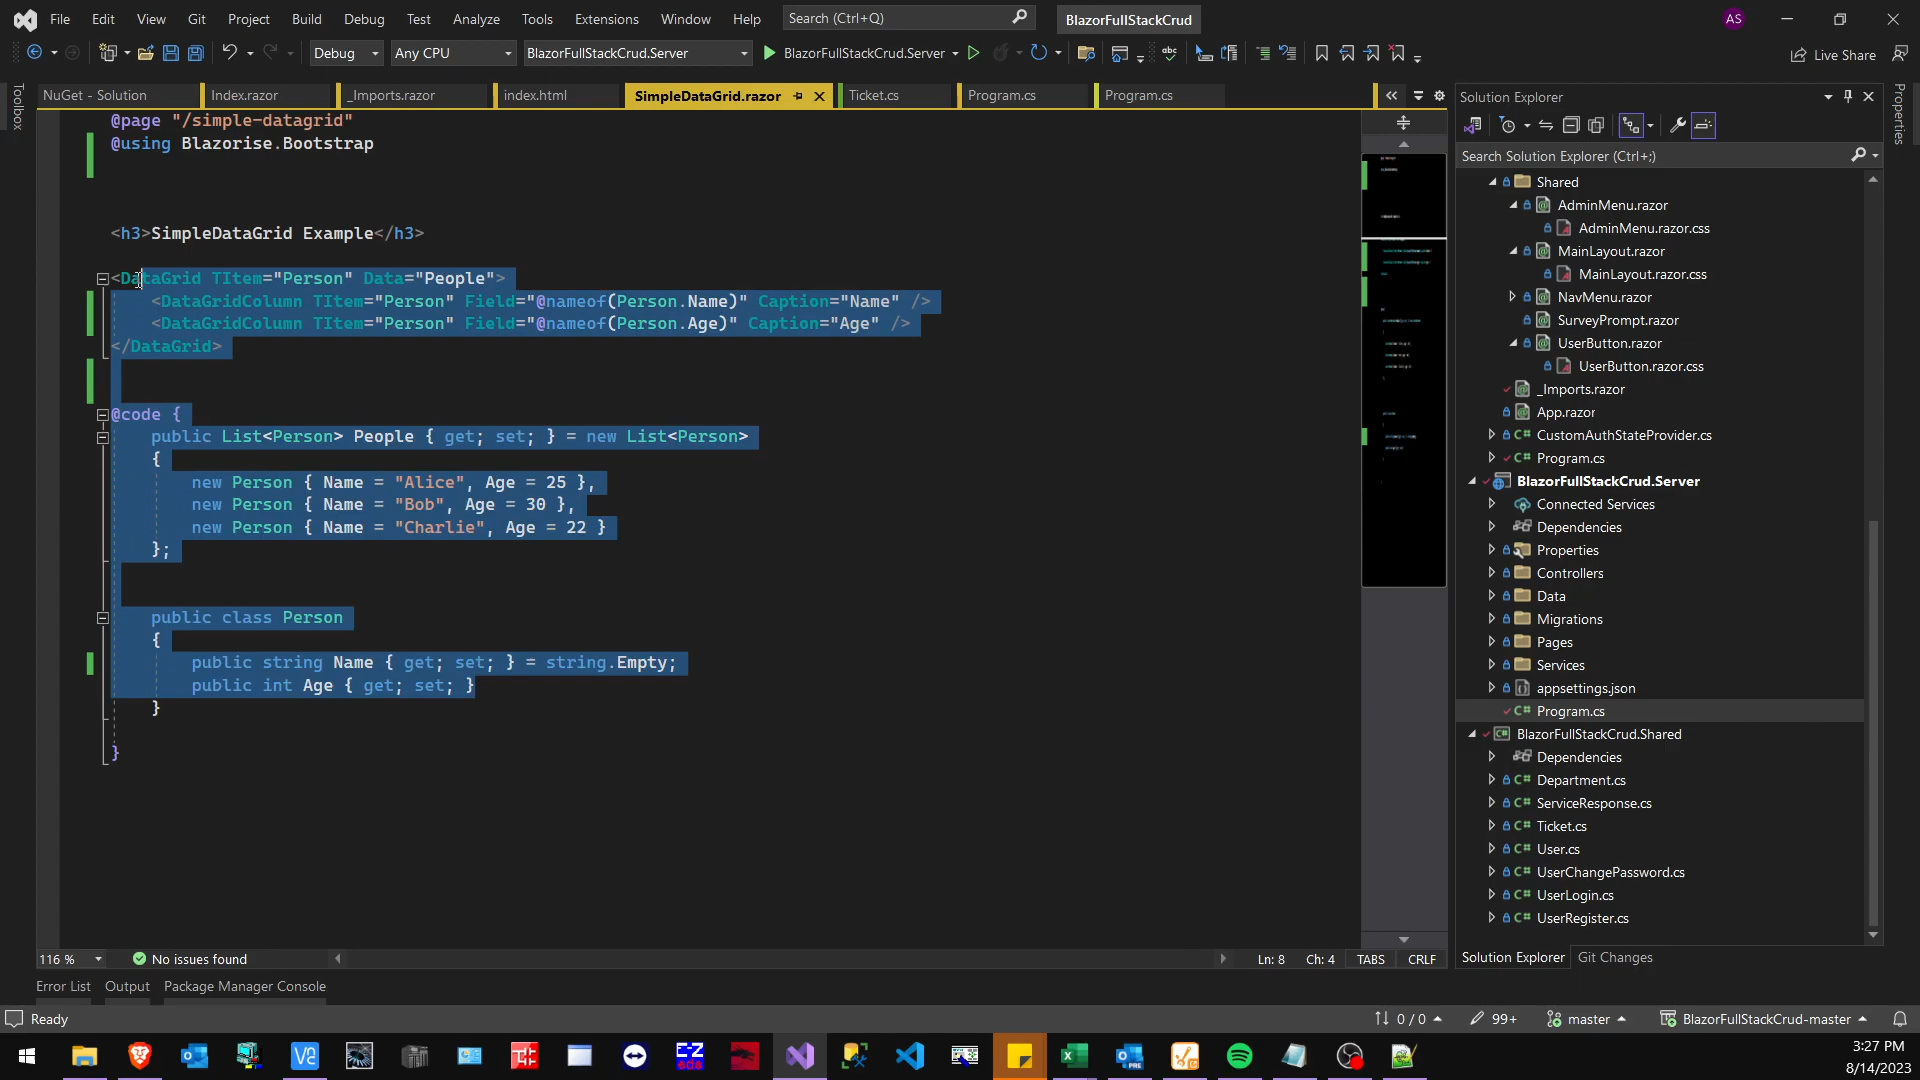 File Edit View Git Project Build Debug Test Analyze Tools Extensions Window Help Search (Ctrl+Q) BlazorFullStackCrud AS
Debug Any CPU BlazorFullStackCrud.Server BlazorFullStackCrud.Server Live Share
Toolbox
NuGet - Solution Index.razor _Imports.razor index.html SimpleDataGrid.razor Ticket.cs Program.cs Program.cs
@page "/simple-datagrid"
@using Blazorise.Bootstrap
<h3>SimpleDataGrid Example</h3>
<DataGrid TItem="Person" Data="People">
<DataGridColumn TItem="Person" Field="@nameof(Person.Name)" Caption="Name" />
<DataGridColumn TItem="Person" Field="@nameof(Person.Age)" Caption="Age" />
</DataGrid>
@code {
public List<Person> People { get; set; } = new List<Person>
{
new Person { Name = "Alice", Age = 25 },
new Person { Name = "Bob", Age = 30 },
new Person { Name = "Charlie", Age = 22 }
};
public class Person
{
public string Name { get; set; } = string.Empty;
public int Age { get; set; }
}
}
116 % No issues found Ln: 8 Ch: 4 TABS CRLF
Solution Explorer
Search Solution Explorer (Ctrl+;)
Shared
AdminMenu.razor
AdminMenu.razor.css
MainLayout.razor
MainLayout.razor.css
NavMenu.razor
SurveyPrompt.razor
UserButton.razor
UserButton.razor.css
_Imports.razor
App.razor
CustomAuthStateProvider.cs
Program.cs
BlazorFullStackCrud.Server
Connected Services
Dependencies
Properties
Controllers
Data
Migrations
Pages
Services
appsettings.json
Program.cs
BlazorFullStackCrud.Shared
Dependencies
Department.cs
ServiceResponse.cs
Ticket.cs
User.cs
UserChangePassword.cs
UserLogin.cs
UserRegister.cs
Solution Explorer Git Changes
Properties
Error List Output Package Manager Console
Ready 0 / 0 99+ master BlazorFullStackCrud-master
3:27 PM
8/14/2023